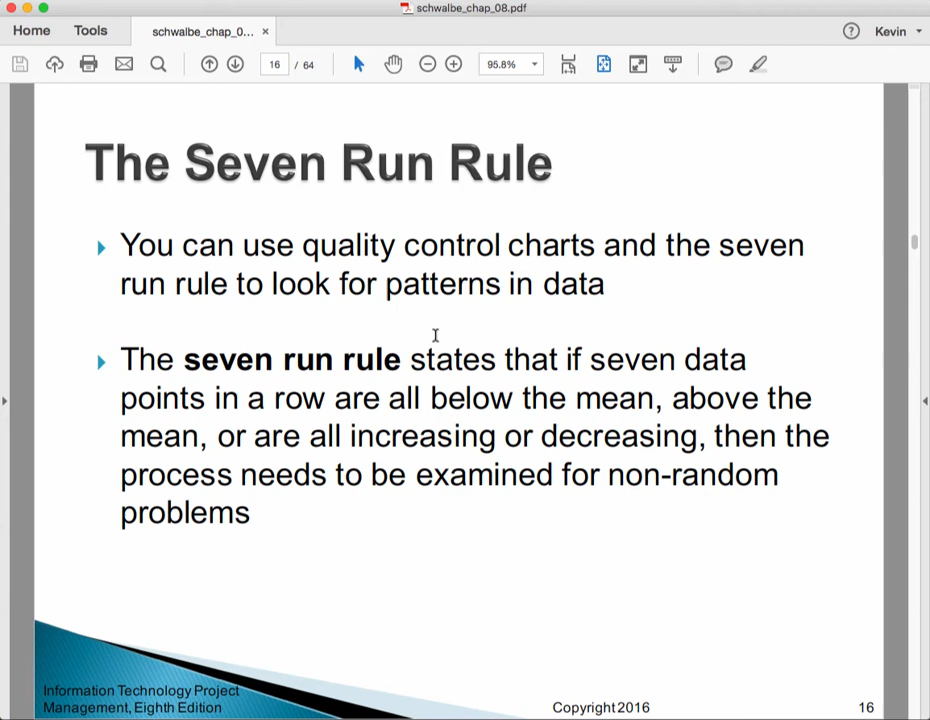 schwalbe_chap_08.pdf
Home Tools schwalbe_chap_0... × Kevin
16 / 64 95.8%
The Seven Run Rule
You can use quality control charts and the seven
run rule to look for patterns in data
The seven run rule states that if seven data
points in a row are all below the mean, above the
mean, or are all increasing or decreasing, then the
process needs to be examined for non-random
problems
Information Technology Project
Management, Eighth Edition Copyright 2016 16